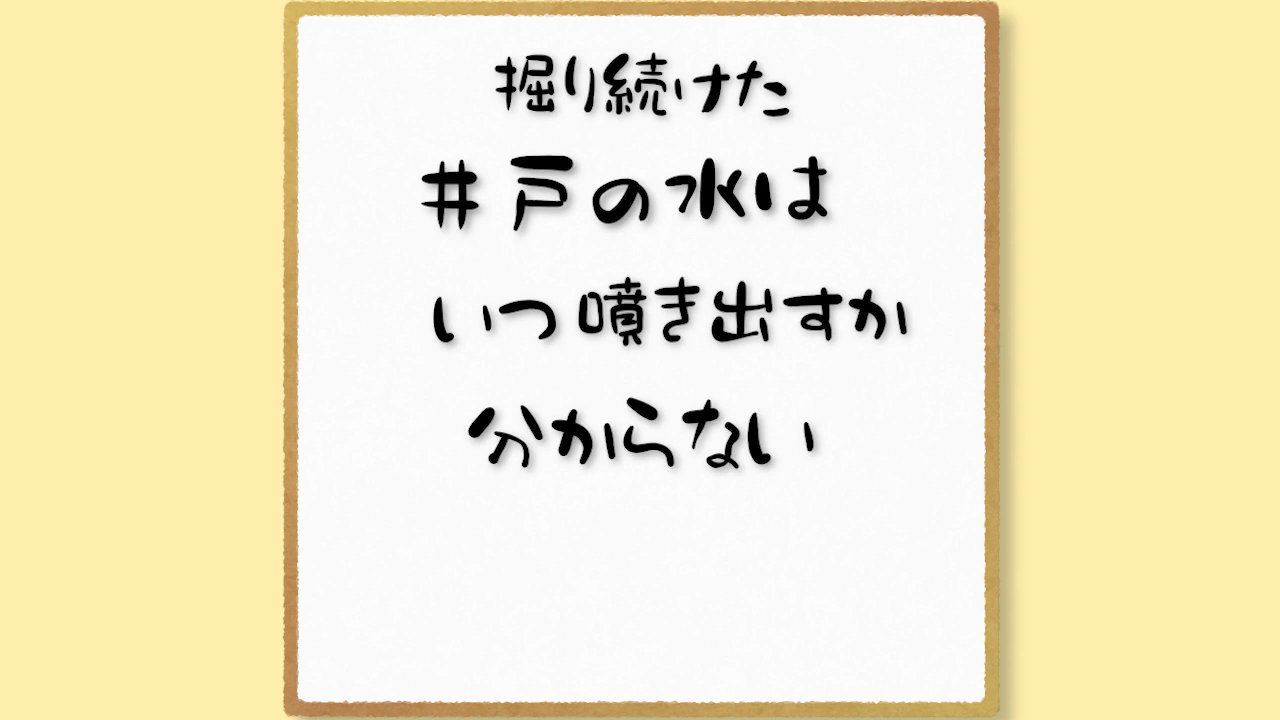 掘り続けた
井戸の水は
いつ噴き出すか
分からない